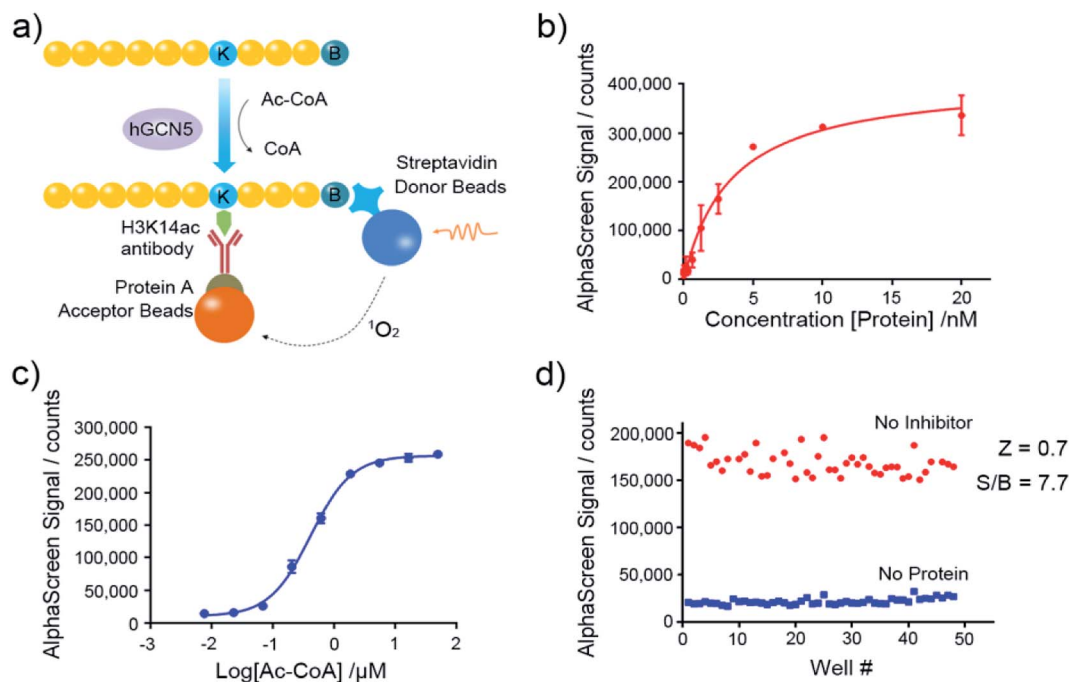 a)
K
B
hGCN5
Ac-CoA
CoA
K
B
Streptavidin
Donor Beads
H3K14ac
antibody
Protein A
Acceptor Beads
¹O₂
b)
AlphaScreen Signal / counts
400,000
300,000
200,000
100,000
0
0
5
10
15
20
Concentration [Protein] /nM
c)
AlphaScreen Signal / counts
300,000
250,000
200,000
150,000
100,000
50,000
0
-3
-2
-1
0
1
2
Log[Ac-CoA] /µM
d)
AlphaScreen Signal / counts
200,000
150,000
100,000
50,000
0
0
10
20
30
40
50
Well #
No Inhibitor
No Protein
Z = 0.7
S/B = 7.7